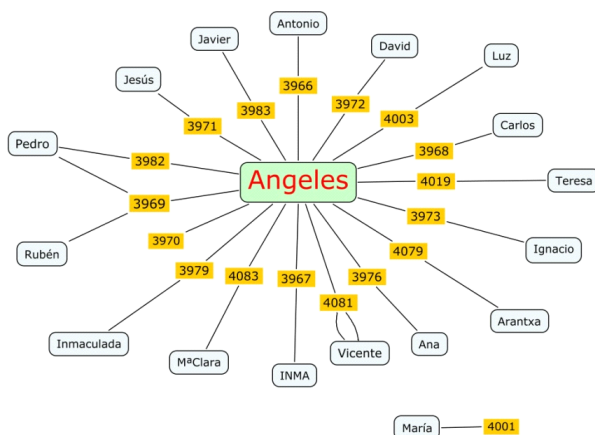 Antonio
Javier
David
Luz
Jesús
3966
3983
3972
4003
3971
Carlos
Pedro
3982
3968
Angeles
4019
Teresa
3969
3973
3970
Rubén
Ignacio
4079
3979
4083
3967
3976
4081
Arantxa
Inmaculada
MªClara
INMA
Vicente
Ana
María
4001